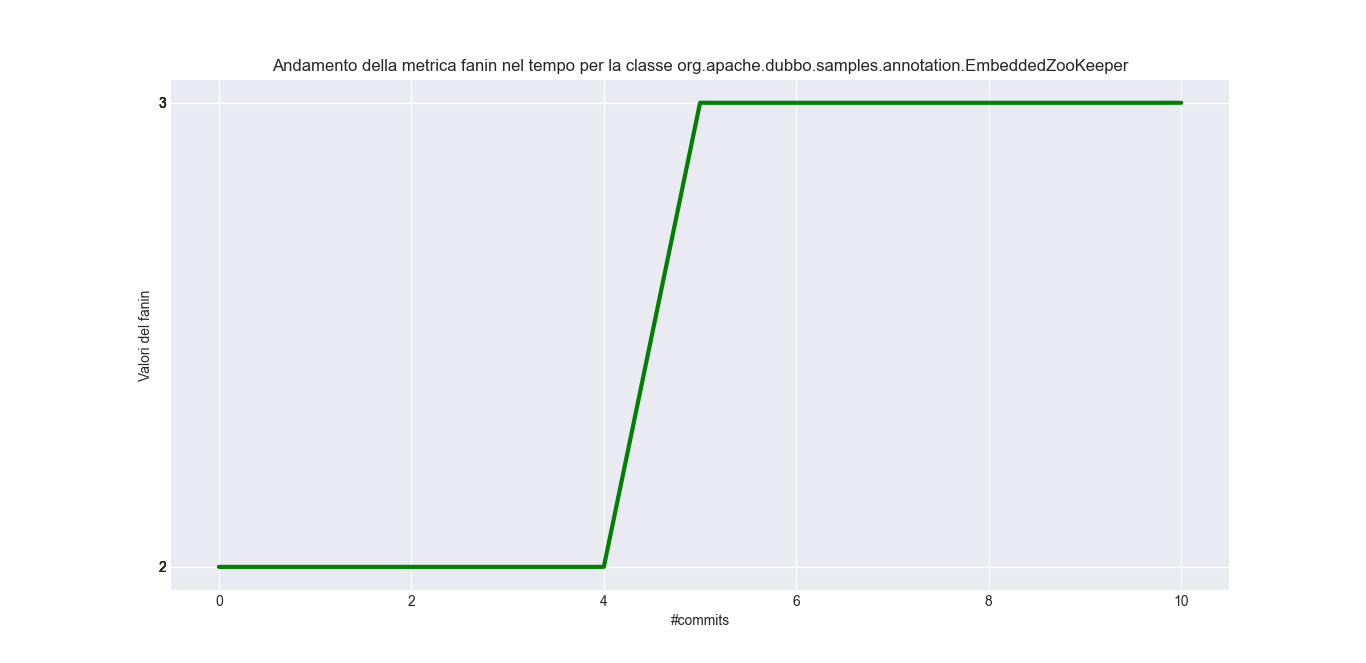 Andamento della metrica fanin nel tempo per la classe org.apache.dubbo.samples.annotation.EmbeddedZooKeeper
3
Valori del fanin
2
0 2 4 6 8 10
#commits